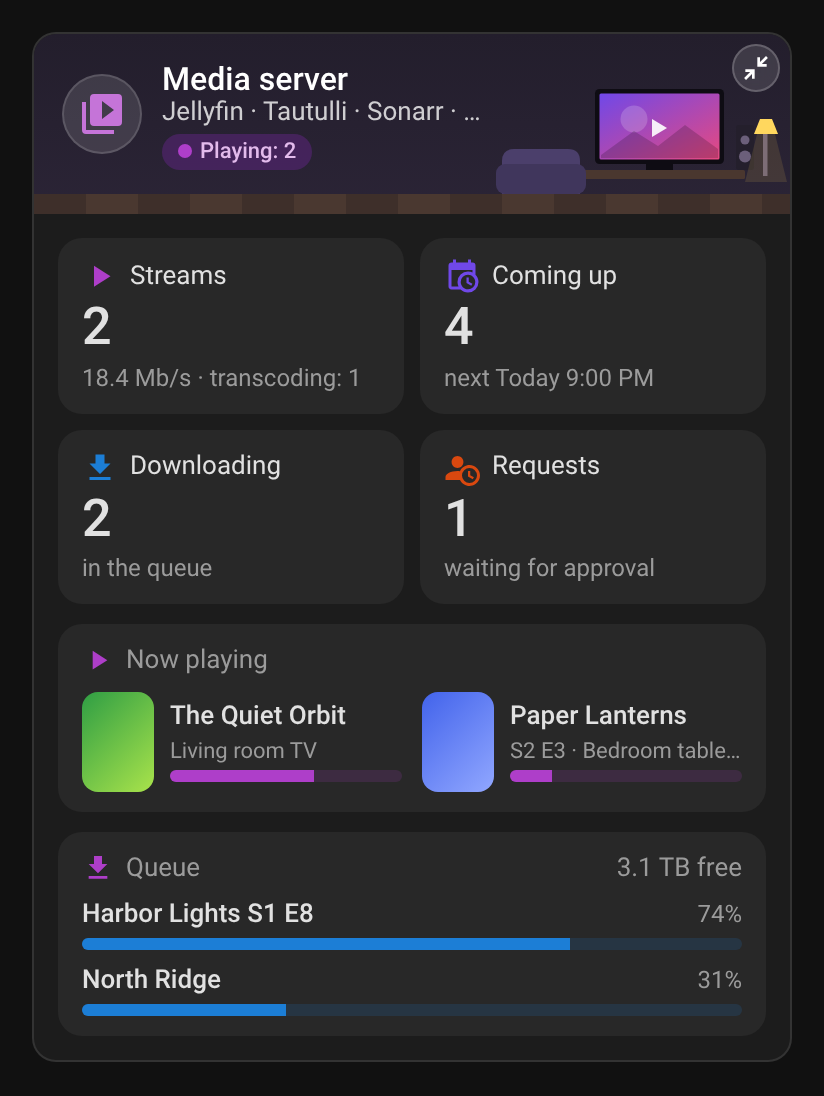 Media server
Jellyfin · Tautulli · Sonarr · …
Playing: 2
Streams
2
18.4 Mb/s · transcoding: 1
Coming up
4
next Today 9:00 PM
Downloading
2
in the queue
Requests
1
waiting for approval
Now playing
The Quiet Orbit
Living room TV
Paper Lanterns
S2 E3 · Bedroom table…
Queue
3.1 TB free
Harbor Lights S1 E8
74%
North Ridge
31%